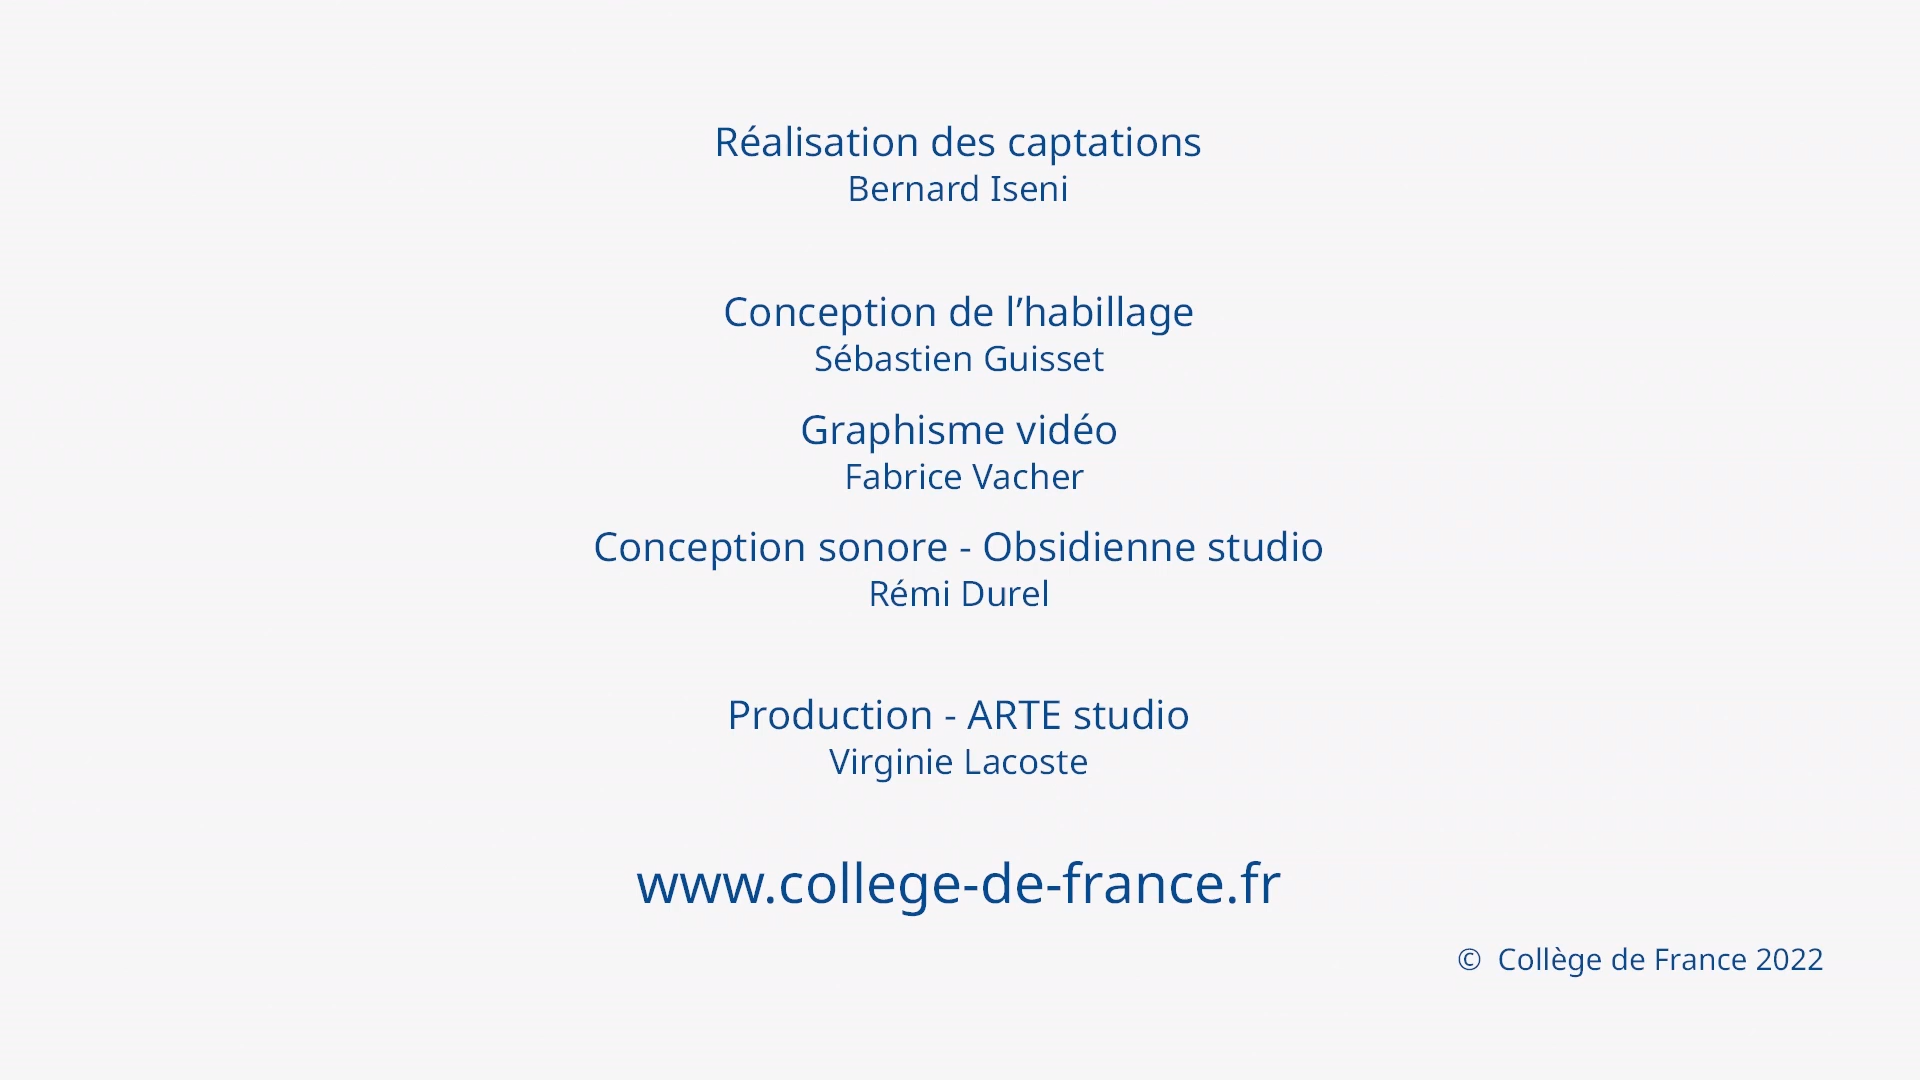 Réalisation des captations
Bernard Iseni
Conception de l’habillage
Sébastien Guisset
Graphisme vidéo
Fabrice Vacher
Conception sonore - Obsidienne studio
Rémi Durel
Production - ARTE studio
Virginie Lacoste
www.college-de-france.fr
© Collège de France 2022